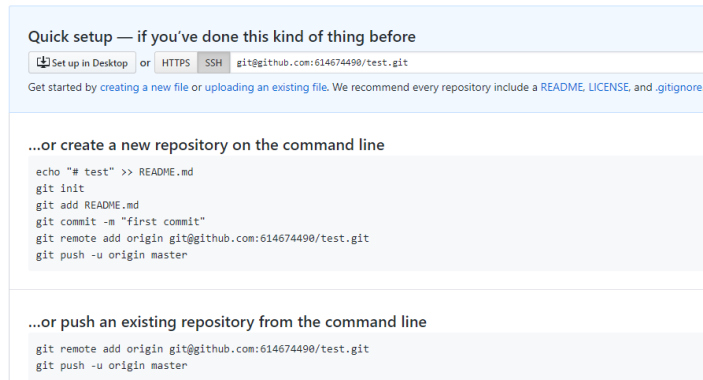 Quick setup — if you’ve done this kind of thing before
Set up in Desktop or HTTPS SSH git@github.com:614674490/test.git
Get started by creating a new file or uploading an existing file. We recommend every repository include a README, LICENSE, and .gitignore
...or create a new repository on the command line
echo "# test" >> README.md
git init
git add README.md
git commit -m "first commit"
git remote add origin git@github.com:614674490/test.git
git push -u origin master
...or push an existing repository from the command line
git remote add origin git@github.com:614674490/test.git
git push -u origin master